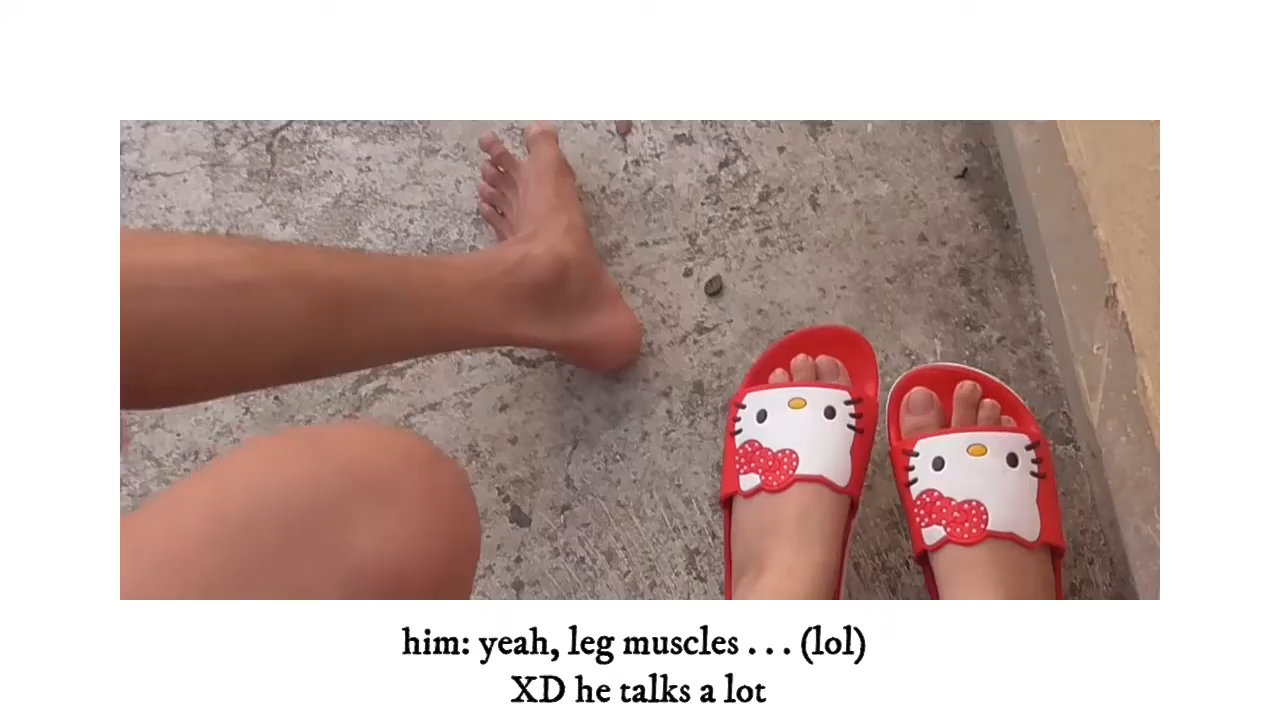 him: yeah, leg muscles . . . (lol)
XD he talks a lot